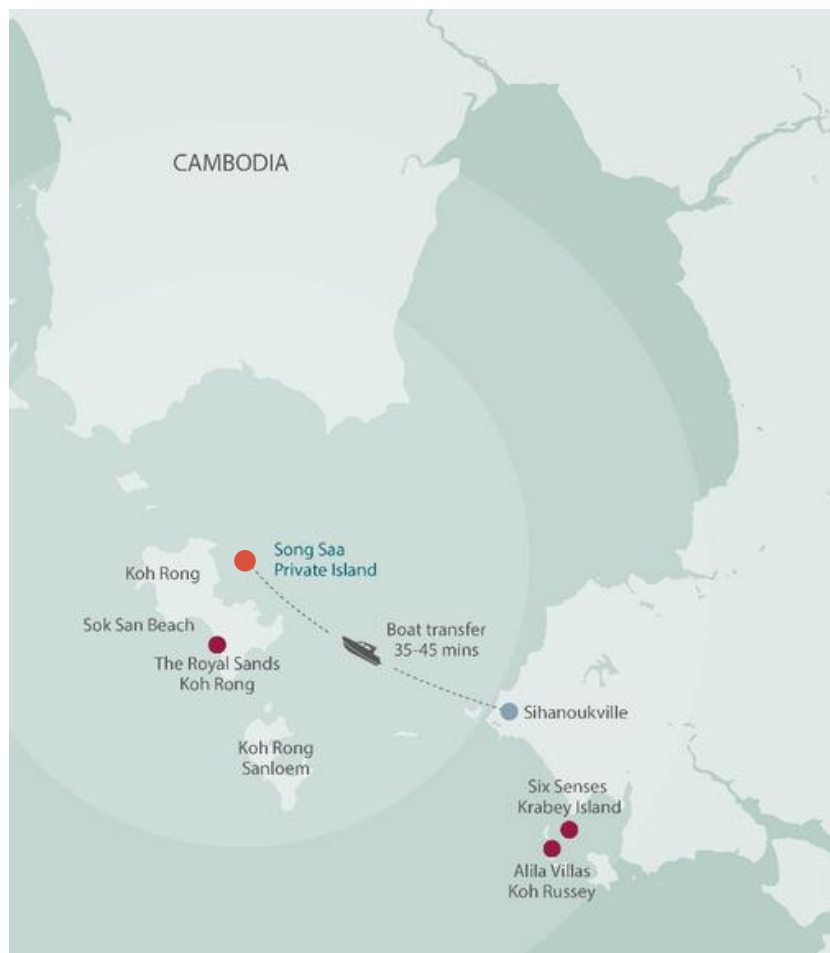 CAMBODIA
Song Saa
Private Island
Koh Rong
Sok San Beach
Boat transfer
35-45 mins
The Royal Sands
Koh Rong
Sihanoukville
Koh Rong
Sanloem
Six Senses
Krabey Island
Alila Villas
Koh Russey